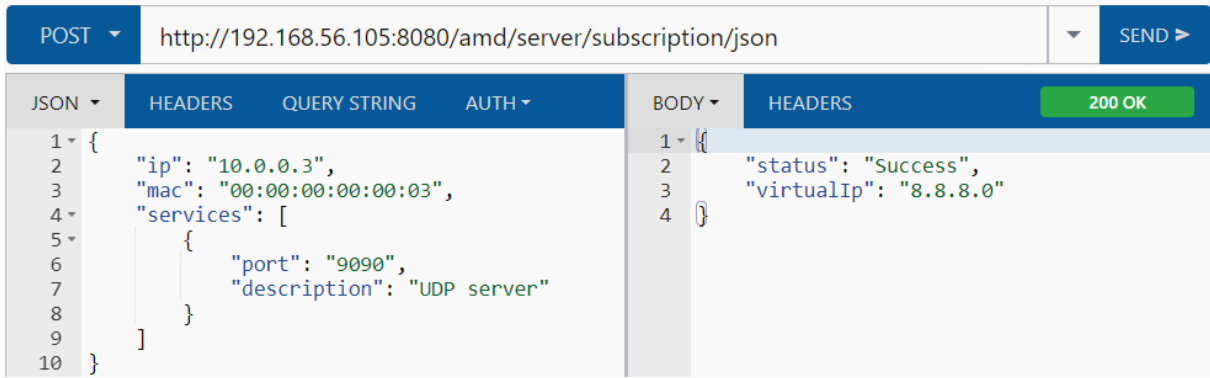 POST http://192.168.56.105:8080/amd/server/subscription/json SEND
JSON HEADERS QUERY STRING AUTH
1 {
2 "ip": "10.0.0.3",
3 "mac": "00:00:00:00:00:03",
4 "services": [
5 {
6 "port": "9090",
7 "description": "UDP server"
8 }
9 ]
10 }
BODY HEADERS 200 OK
1 {
2 "status": "Success",
3 "virtualIp": "8.8.8.0"
4 }